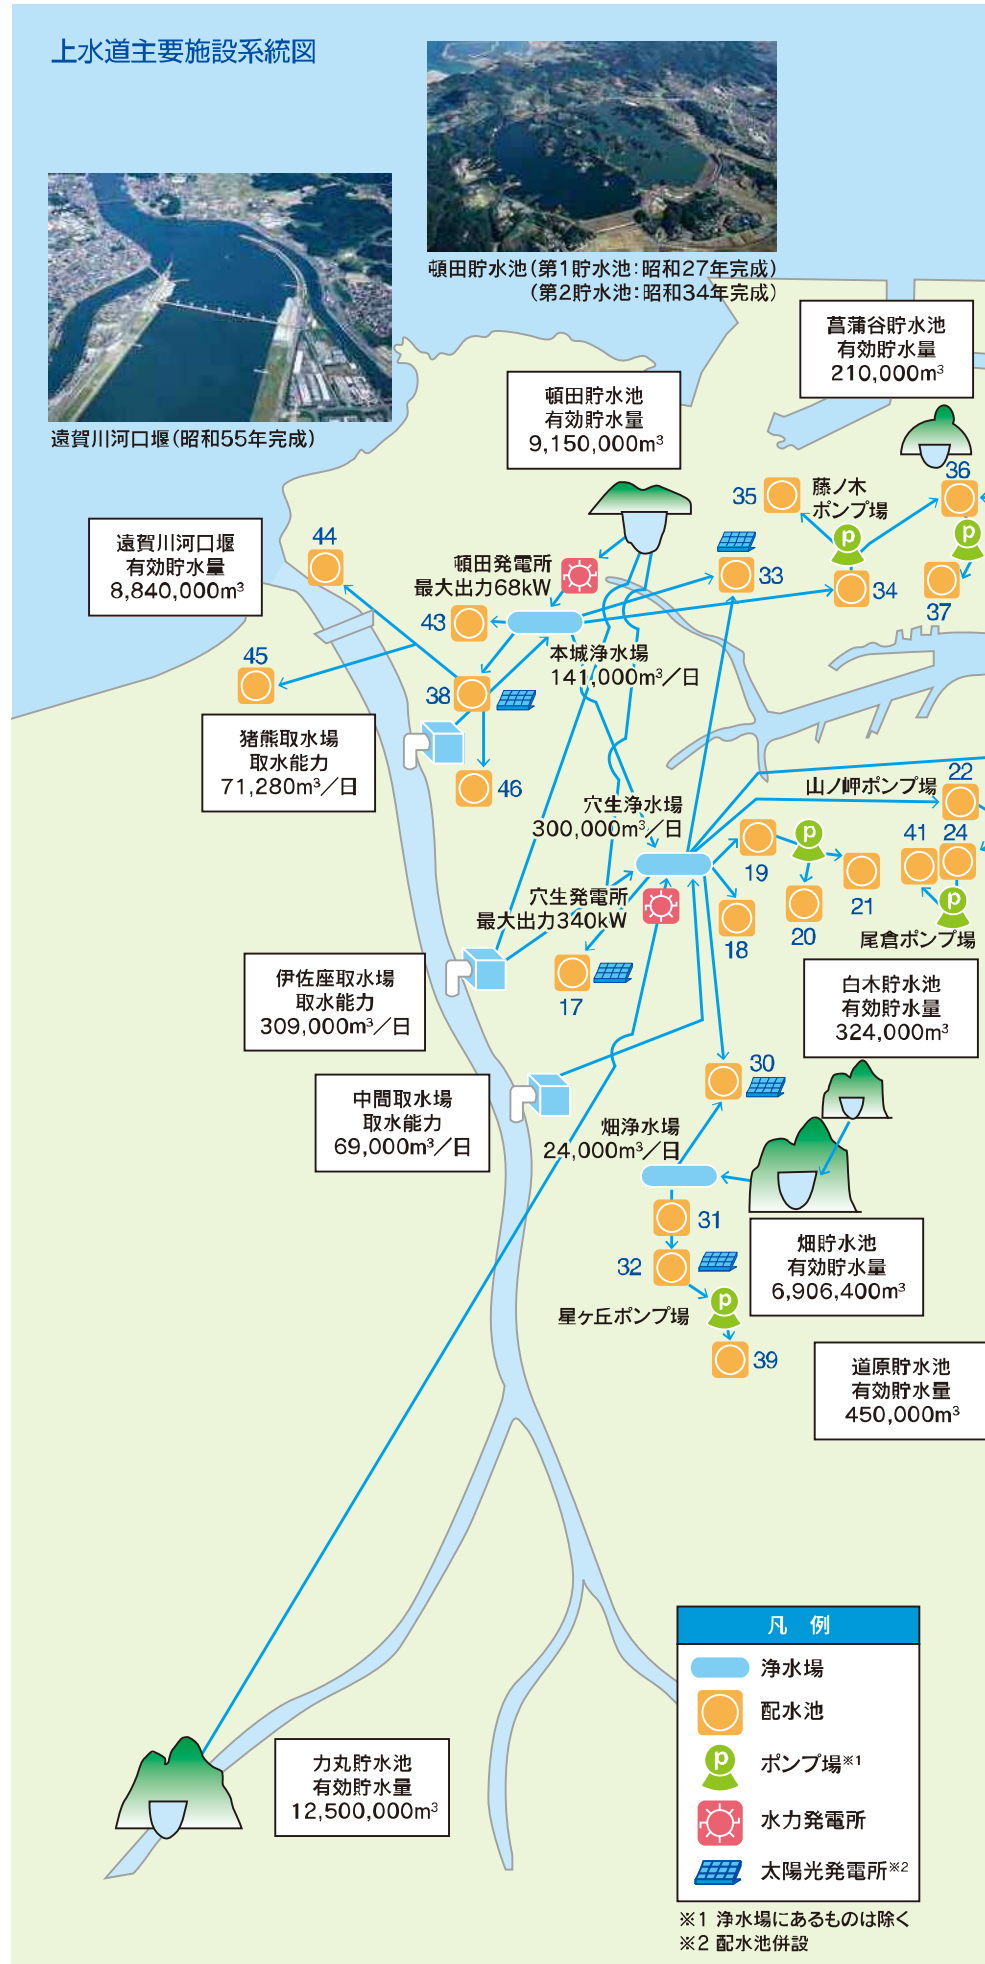 上水道主要施設系統図
頓田貯水池(第1貯水池:昭和27年完成)
(第2貯水池:昭和34年完成)
遠賀川河口堰(昭和55年完成)
菖蒲谷貯水池
有効貯水量
210,000m³
頓田貯水池
有効貯水量
9,150,000m³
遠賀川河口堰
有効貯水量
8,840,000m³
36
35
藤ノ木
ポンプ場
44
頓田発電所
最大出力68kW
33
34
37
43
本城浄水場
141,000m³/日
45
38
猪熊取水場
取水能力
71,280m³/日
46
22
山ノ岬ポンプ場
穴生浄水場
300,000m³/日
41
24
19
21
20
18
穴生発電所
最大出力340kW
尾倉ポンプ場
17
伊佐座取水場
取水能力
309,000m³/日
白木貯水池
有効貯水量
324,000m³
30
中間取水場
取水能力
69,000m³/日
畑浄水場
24,000m³/日
31
32
畑貯水池
有効貯水量
6,906,400m³
星ヶ丘ポンプ場
39
道原貯水池
有効貯水量
450,000m³
力丸貯水池
有効貯水量
12,500,000m³
凡 例
浄水場
配水池
P
ポンプ場※1
水力発電所
太陽光発電所※2
※1 浄水場にあるものは除く
※2 配水池併設